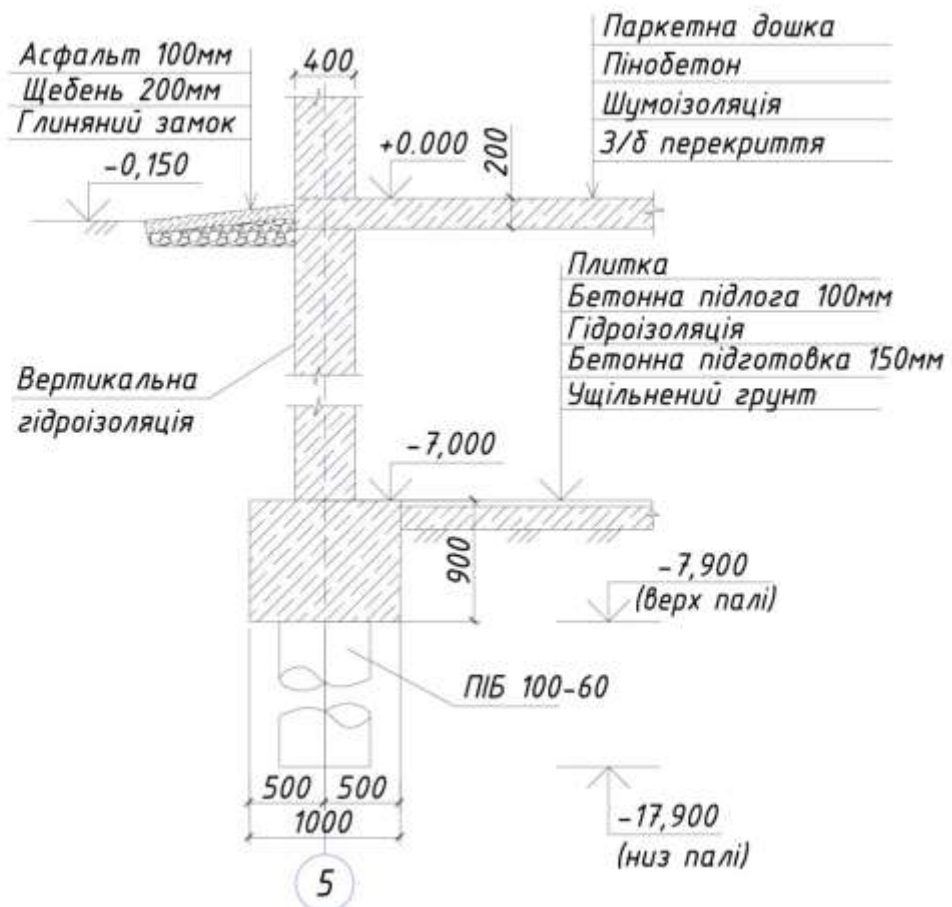 Асфальт 100мм
Щебень 200мм
Глиняний замок
-0,150
400
+0.000
200
Паркетна дошка
Пінобетон
Шумоізоляція
З/б перекриття
Плитка
Бетонна підлога 100мм
Гідроізоляція
Бетонна підготовка 150мм
Ущільнений грунт
Вертикальна
гідроізоляція
-7,000
900
-7,900
(верх палі)
ПІБ 100-60
500 500
1000
-17,900
(низ палі)
5